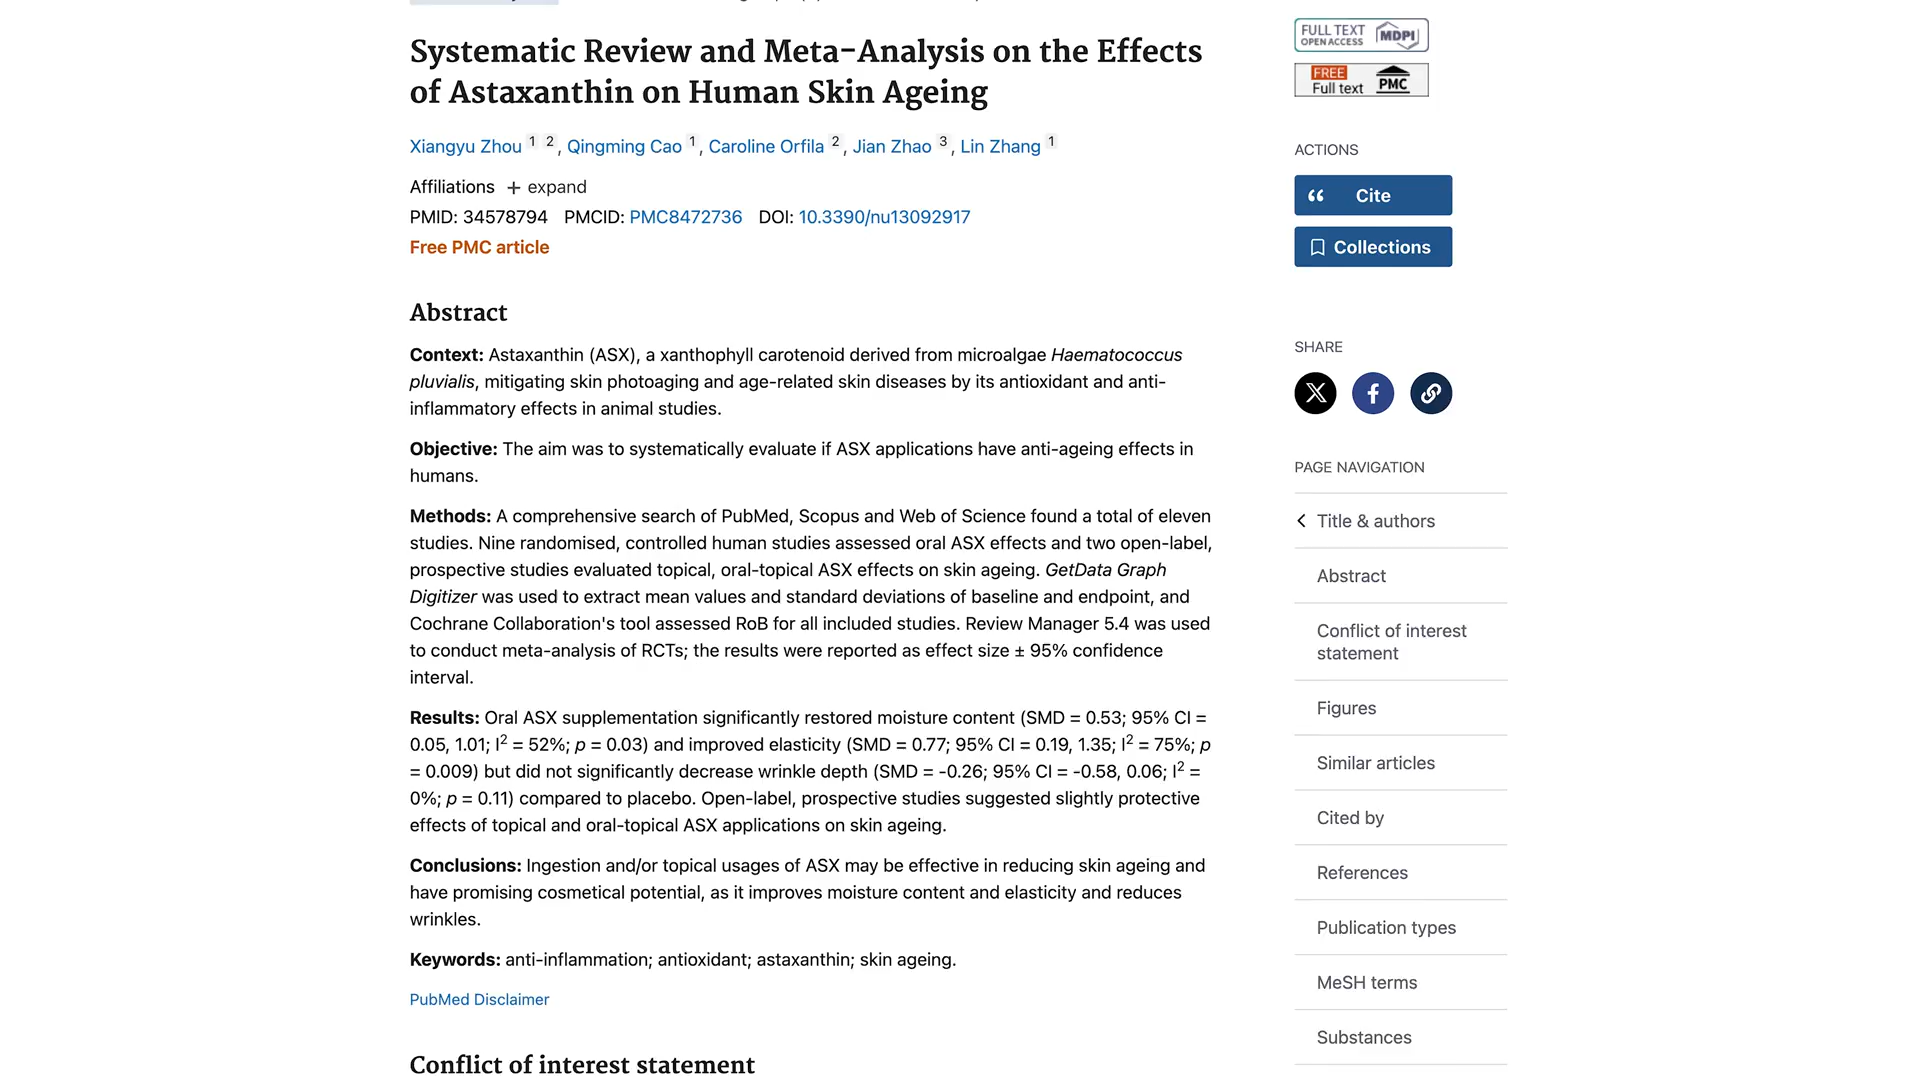 Systematic Review and Meta-Analysis on the Effects
of Astaxanthin on Human Skin Ageing
Xiangyu Zhou 1 2, Qingming Cao 1, Caroline Orfila 2, Jian Zhao 3, Lin Zhang 1
Affiliations + expand
PMID: 34578794 PMCID: PMC8472736 DOI: 10.3390/nu13092917
Free PMC article
Abstract
Context: Astaxanthin (ASX), a xanthophyll carotenoid derived from microalgae Haematococcus
pluvialis, mitigating skin photoaging and age-related skin diseases by its antioxidant and anti-
inflammatory effects in animal studies.
Objective: The aim was to systematically evaluate if ASX applications have anti-ageing effects in
humans.
Methods: A comprehensive search of PubMed, Scopus and Web of Science found a total of eleven
studies. Nine randomised, controlled human studies assessed oral ASX effects and two open-label,
prospective studies evaluated topical, oral-topical ASX effects on skin ageing. GetData Graph
Digitizer was used to extract mean values and standard deviations of baseline and endpoint, and
Cochrane Collaboration's tool assessed RoB for all included studies. Review Manager 5.4 was used
to conduct meta-analysis of RCTs; the results were reported as effect size ± 95% confidence
interval.
Results: Oral ASX supplementation significantly restored moisture content (SMD = 0.53; 95% CI =
0.05, 1.01; I² = 52%; p = 0.03) and improved elasticity (SMD = 0.77; 95% CI = 0.19, 1.35; I² = 75%; p
= 0.009) but did not significantly decrease wrinkle depth (SMD = -0.26; 95% CI = -0.58, 0.06; I² =
0%; p = 0.11) compared to placebo. Open-label, prospective studies suggested slightly protective
effects of topical and oral-topical ASX applications on skin ageing.
Conclusions: Ingestion and/or topical usages of ASX may be effective in reducing skin ageing and
have promising cosmetical potential, as it improves moisture content and elasticity and reduces
wrinkles.
Keywords: anti-inflammation; antioxidant; astaxanthin; skin ageing.
PubMed Disclaimer
Conflict of interest statement
FULL TEXT
OPEN ACCESS
MDPI
FREE
Full text
PMC
ACTIONS
Cite
Collections
SHARE
PAGE NAVIGATION
Title & authors
Abstract
Conflict of interest
statement
Figures
Similar articles
Cited by
References
Publication types
MeSH terms
Substances